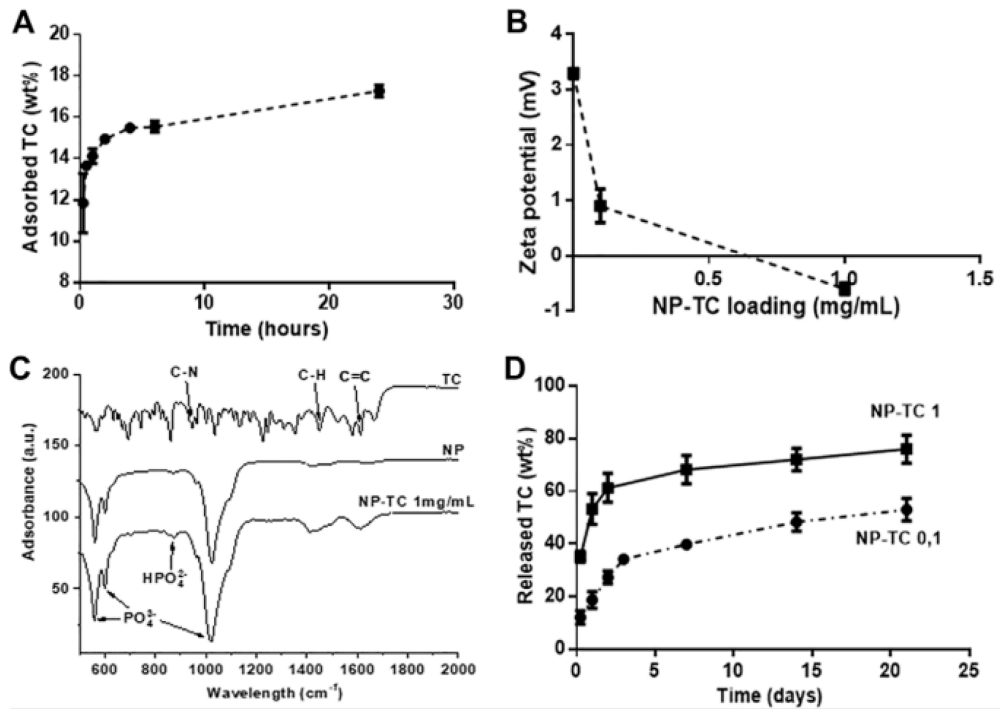 A
Adsorbed TC (wt%)
20
18
16
14
12
10
8
0
10
20
30
Time (hours)
B
Zeta potential (mV)
4
3
2
1
0
-1
0.5
1.0
1.5
NP-TC loading (mg/mL)
C
Adsorbance (a.u.)
200
150
100
50
C-N
C-H
C=C
TC
NP
NP-TC 1mg/mL
HPO₄²⁻
PO₄³⁻
600
800
1000
1200
1400
1600
1800
2000
Wavelength (cm⁻¹)
D
Released TC (wt%)
100
80
60
40
20
0
NP-TC 1
NP-TC 0,1
0
5
10
15
20
25
Time (days)